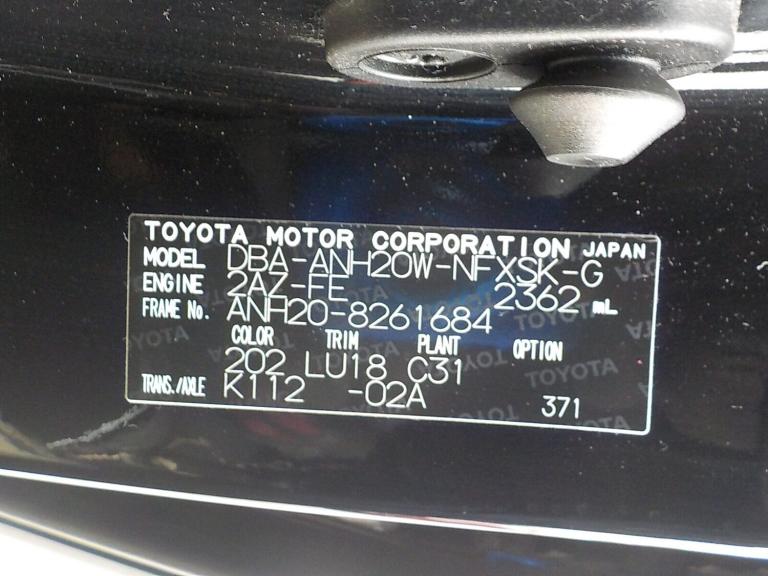 TOYOTA MOTOR CORPORATION JAPAN
MODEL DBA-ANH20W-NFXSK-G
ENGINE 2AZ-FE 2362 mL
FRAME No. ANH20-8261684
COLOR TRIM PLANT OPTION
202 LU18 C31
TRANS./AXLE K112 -02A 371